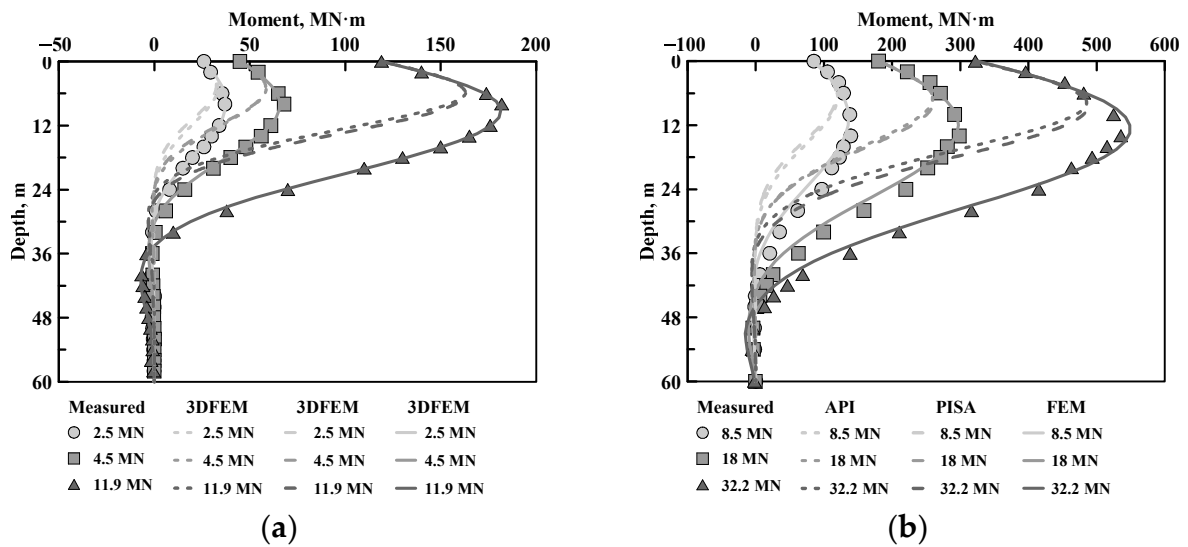 Moment, MN·m
−50 0 50 100 150 200
0
12
24
36
48
60
Depth, m
Measured 3DFEM 3DFEM 3DFEM
2.5 MN 2.5 MN 2.5 MN 2.5 MN
4.5 MN 4.5 MN 4.5 MN 4.5 MN
11.9 MN 11.9 MN 11.9 MN 11.9 MN
(a)
Moment, MN·m
−100 0 100 200 300 400 500 600
0
12
24
36
48
60
Depth, m
Measured API PISA FEM
8.5 MN 8.5 MN 8.5 MN 8.5 MN
18 MN 18 MN 18 MN 18 MN
32.2 MN 32.2 MN 32.2 MN 32.2 MN
(b)